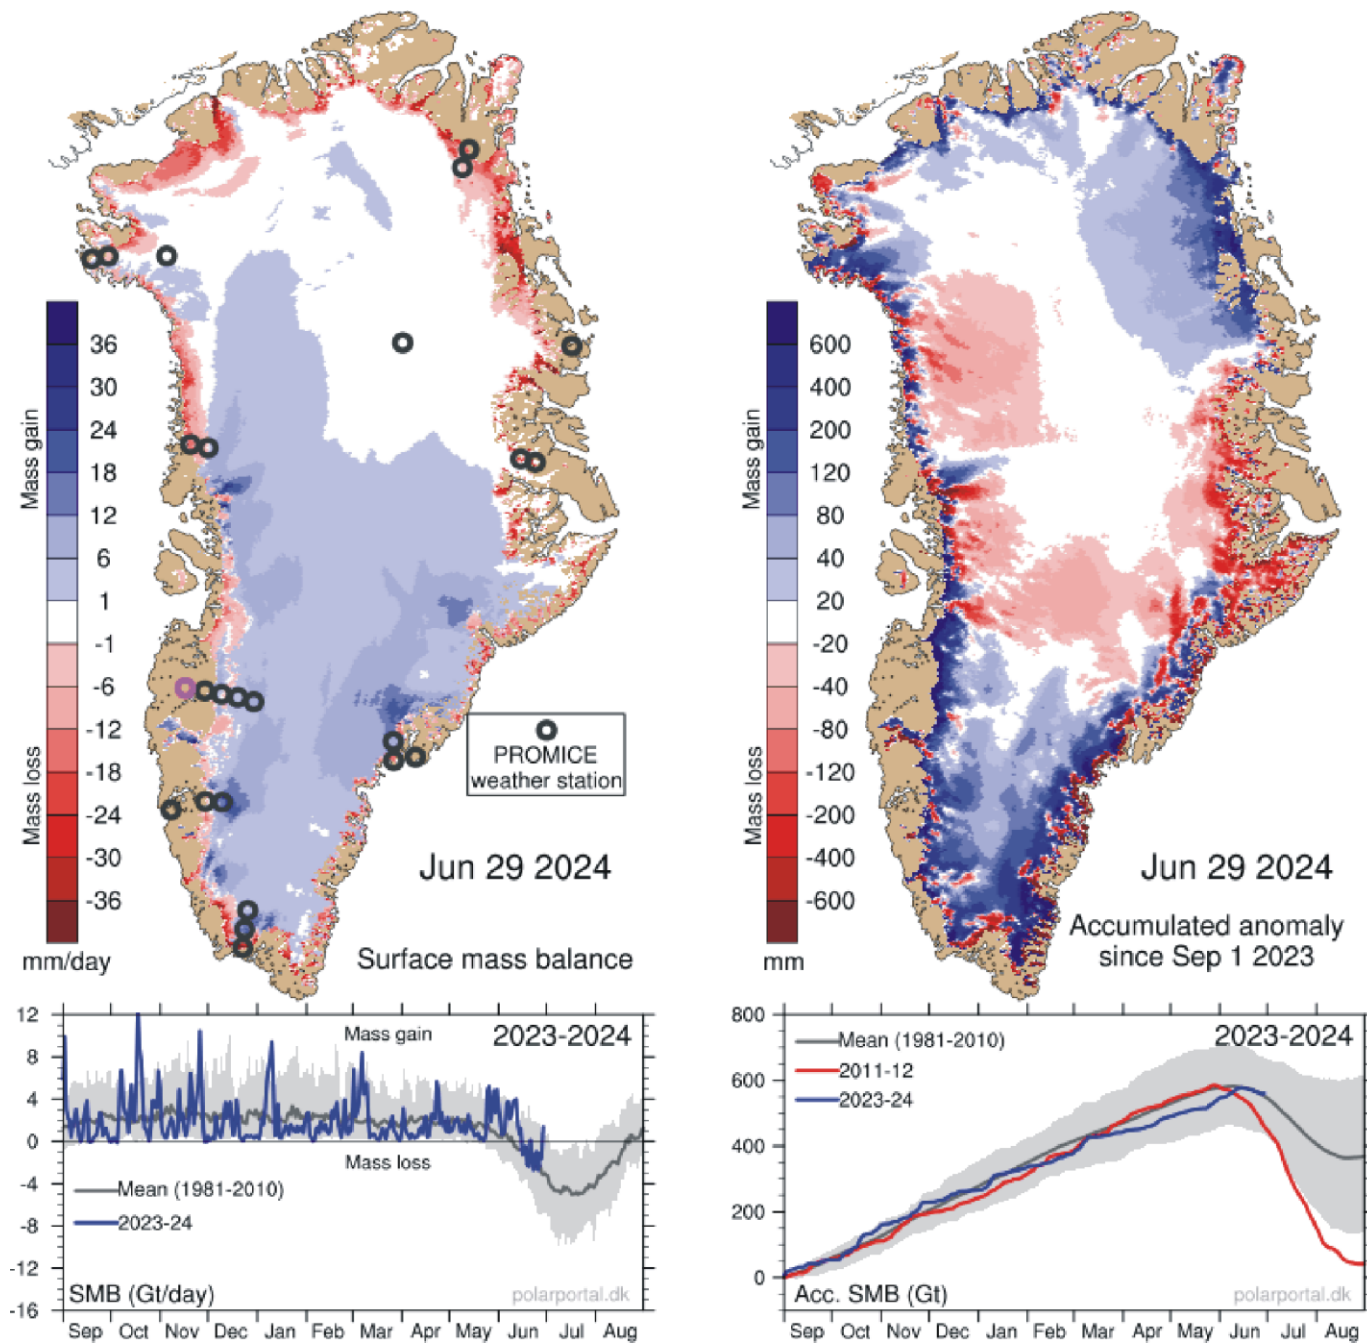 Mass gain
36
30
24
18
12
6
1
-1
-6
-12
-18
-24
-30
-36
Mass loss
mm/day
PROMICE
weather station
Jun 29 2024
Surface mass balance
Mass gain
600
400
200
120
80
40
20
-20
-40
-80
-120
-200
-400
-600
Mass loss
mm
Jun 29 2024
Accumulated anomaly
since Sep 1 2023
12
8
4
0
-4
-8
-12
-16
Mass gain
2023-2024
Mass loss
Mean (1981-2010)
2023-24
SMB (Gt/day)
polarportal.dk
Sep Oct Nov Dec Jan Feb Mar Apr May Jun Jul Aug
800
600
400
200
0
2023-2024
Mean (1981-2010)
2011-12
2023-24
Acc. SMB (Gt)
polarportal.dk
Sep Oct Nov Dec Jan Feb Mar Apr May Jun Jul Aug